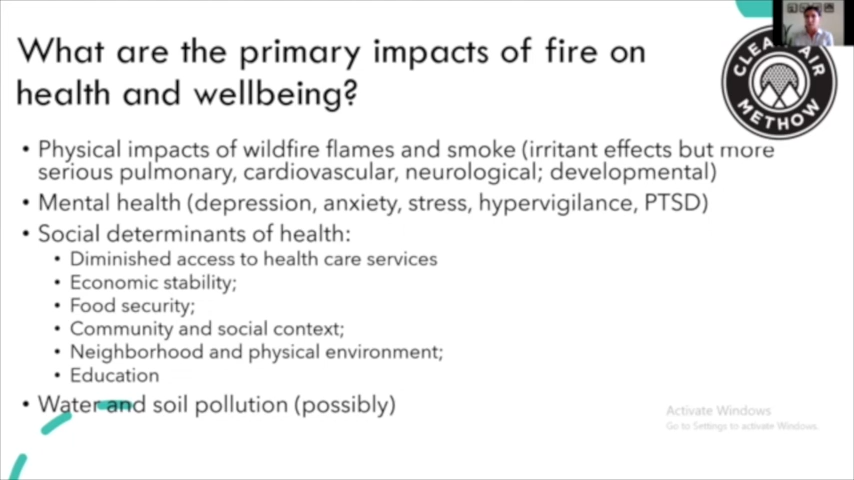 What are the primary impacts of fire on
health and wellbeing?
CLEAN AIR
METHOW
• Physical impacts of wildfire flames and smoke (irritant effects but more
serious pulmonary, cardiovascular, neurological; developmental)
• Mental health (depression, anxiety, stress, hypervigilance, PTSD)
• Social determinants of health:
• Diminished access to health care services
• Economic stability;
• Food security;
• Community and social context;
• Neighborhood and physical environment;
• Education
• Water and soil pollution (possibly)
Activate Windows
Go to Settings to activate Windows.